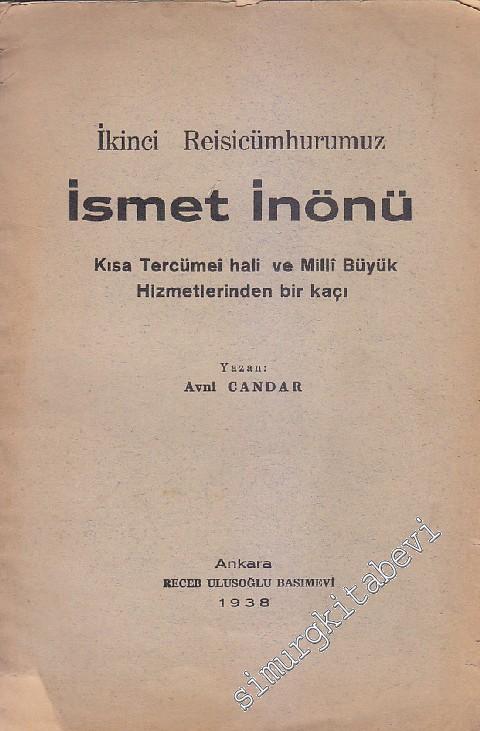 İkinci Reisicümhurumuz
İsmet İnönü
Kısa Tercümei hali ve Millî Büyük
Hizmetlerinden bir kaçı
Yazan:
Avni CANDAR
Ankara
RECEB ULUSOĞLU BASIMEVİ
1938
simurgkitabevi